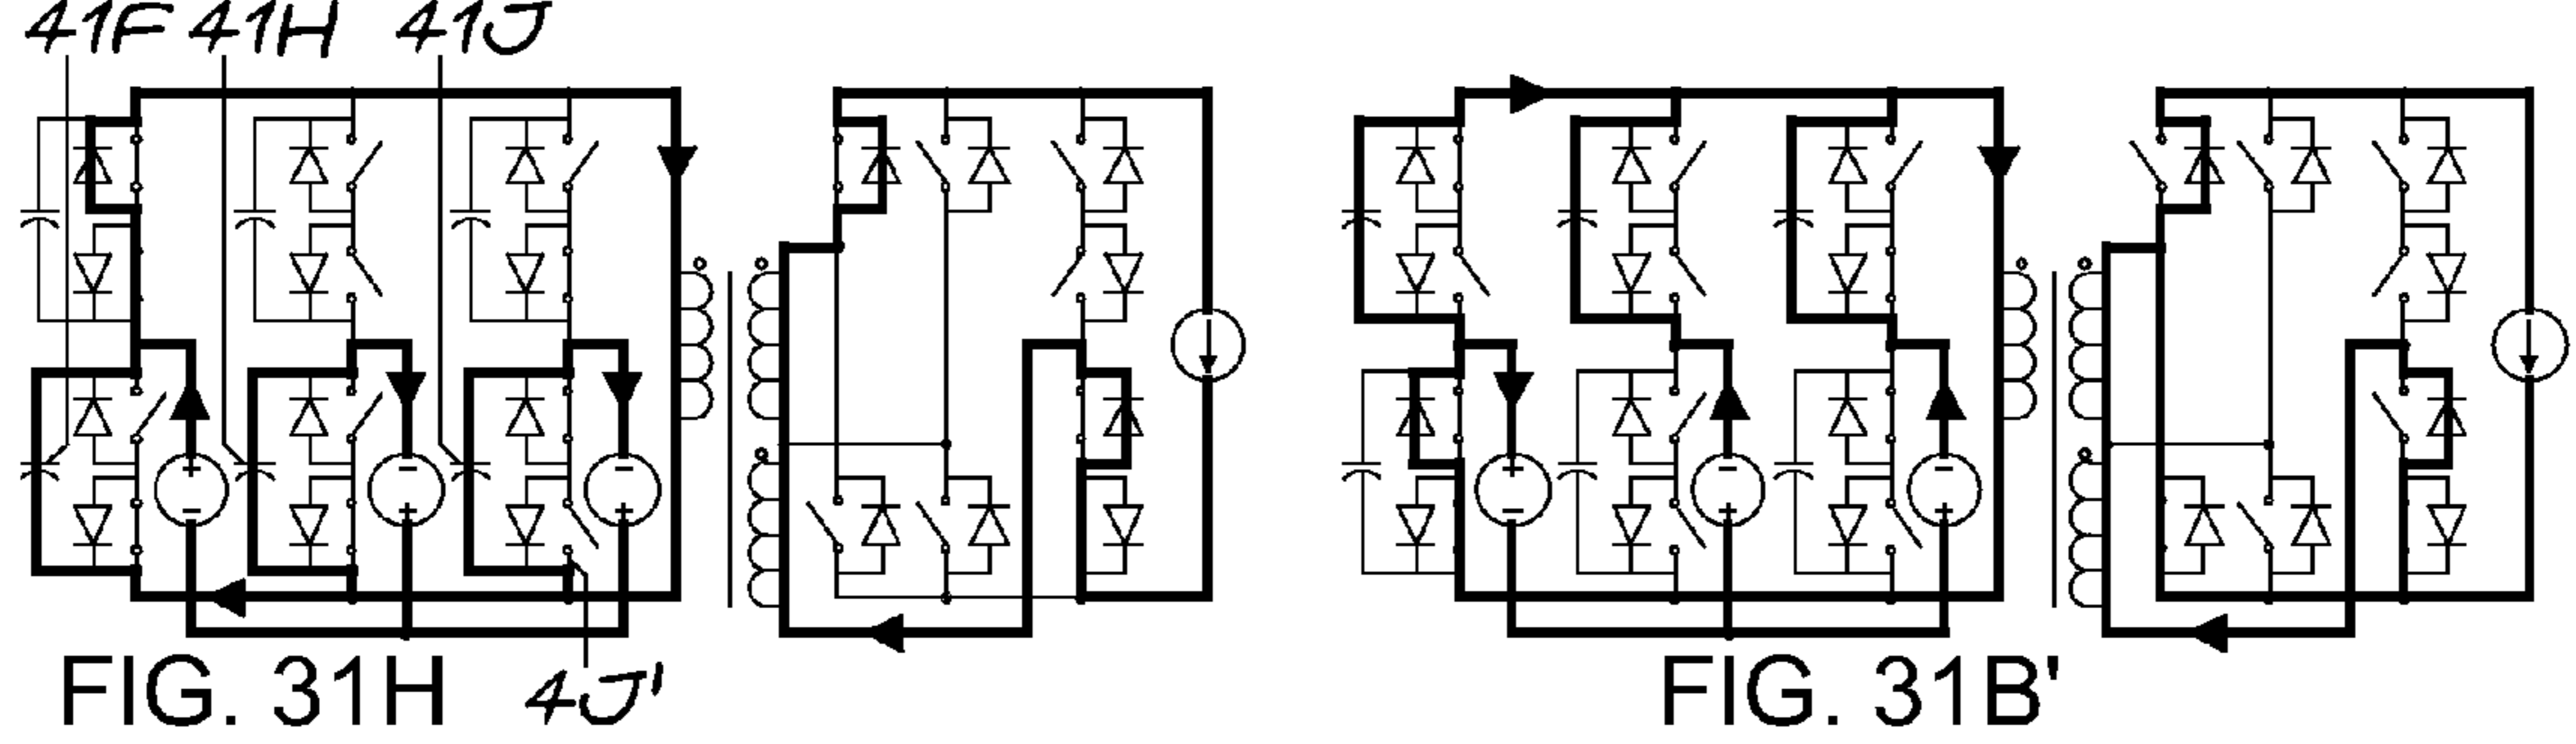 41F 41H 41J
+ - - + - -
- + + - + +
FIG. 31H 4J' FIG. 31B'